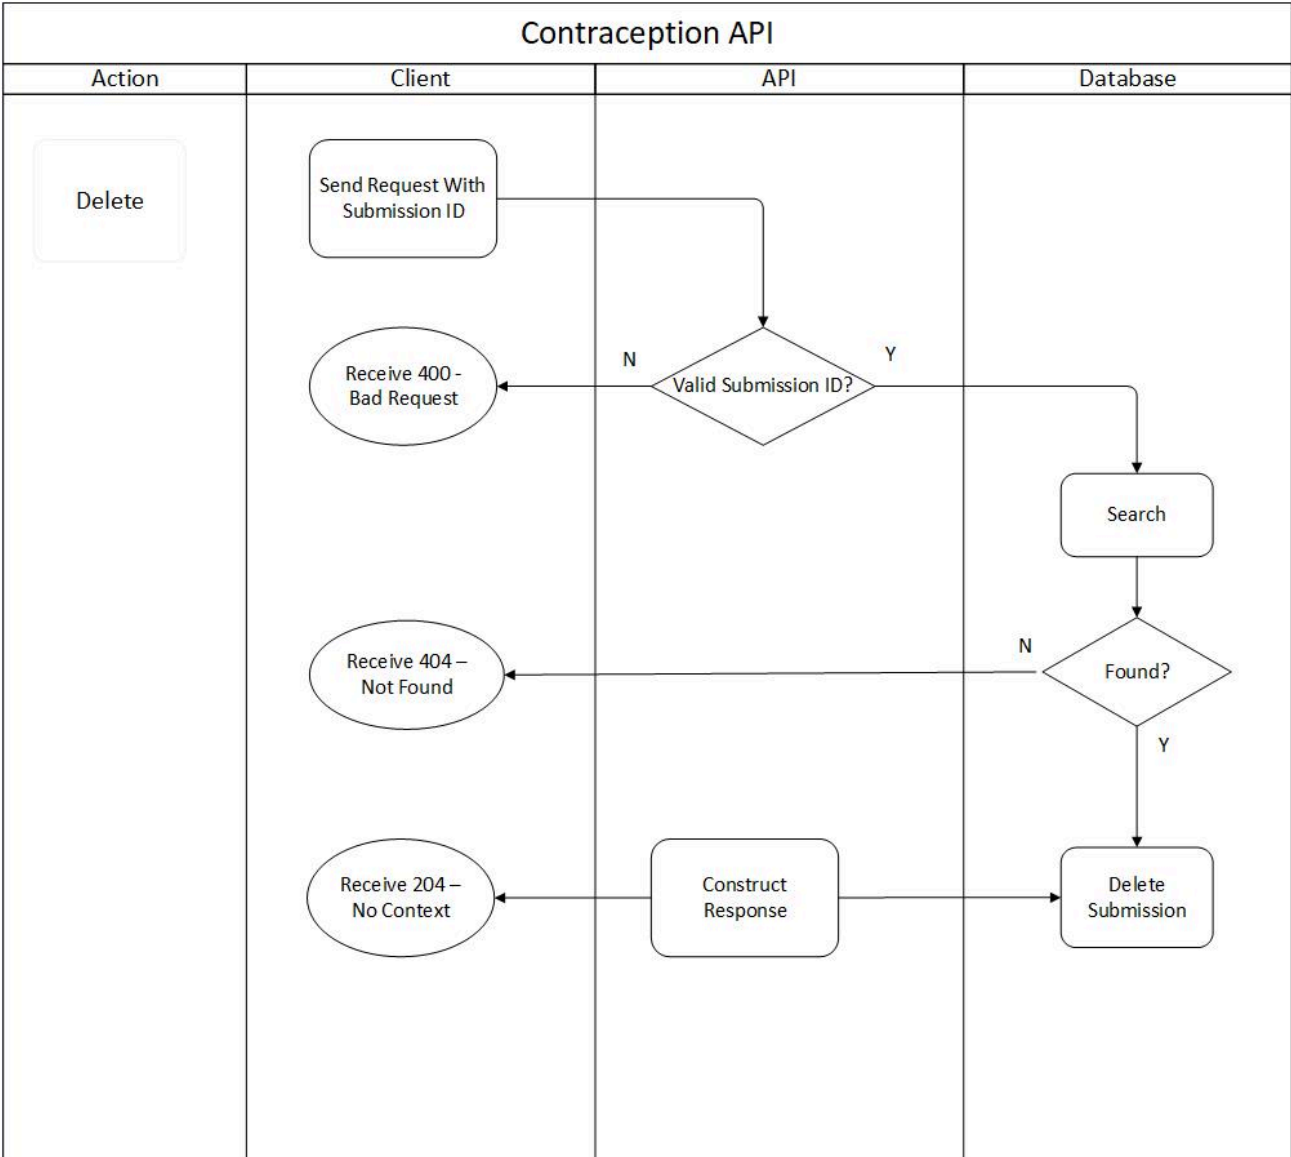 Contraception API
Action
Client
API
Database
Delete
Send Request With
Submission ID
Receive 400 -
Bad Request
N
Valid Submission ID?
Y
Search
Receive 404 –
Not Found
N
Found?
Y
Receive 204 –
No Context
Construct
Response
Delete
Submission